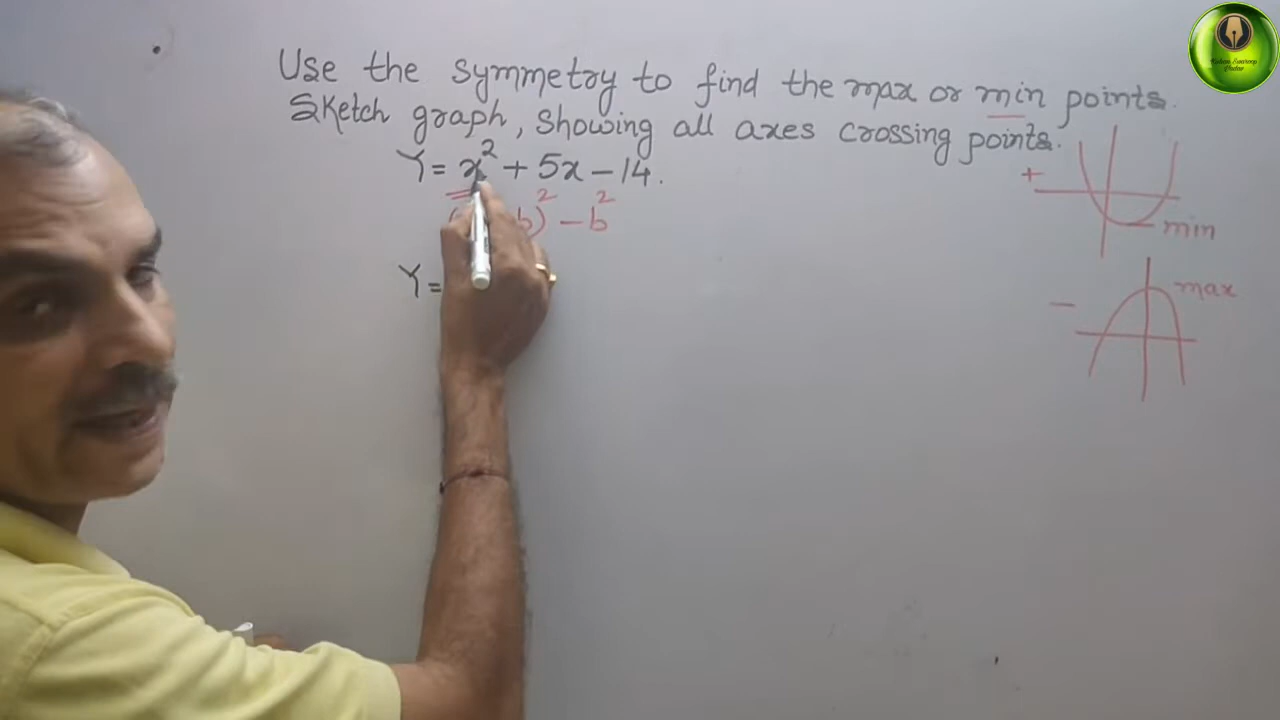 Use the symmetry to find the max or min points.
Sketch graph, showing all axes crossing points.
Y = x² + 5x - 14.
b)² - b²
Y =
+
min
max
-